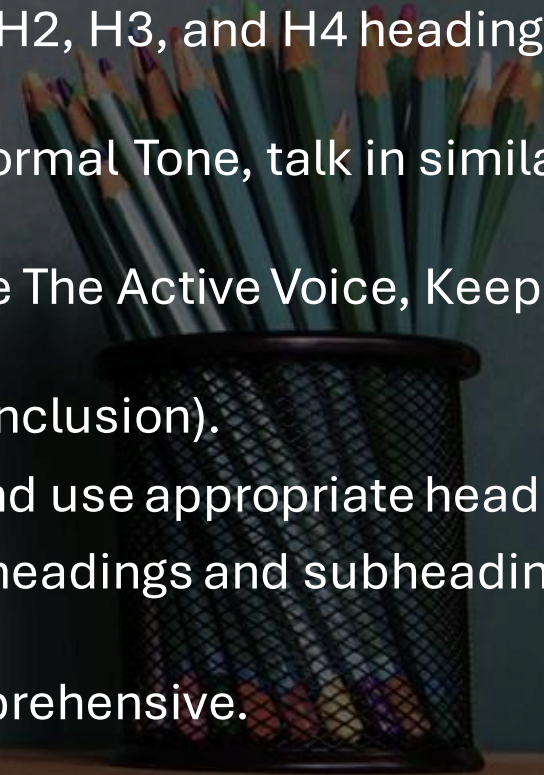 H2, H3, and H4 heading
ormal Tone, talk in simila
e The Active Voice, Keep
nclusion).
nd use appropriate head
headings and subheadin
prehensive.